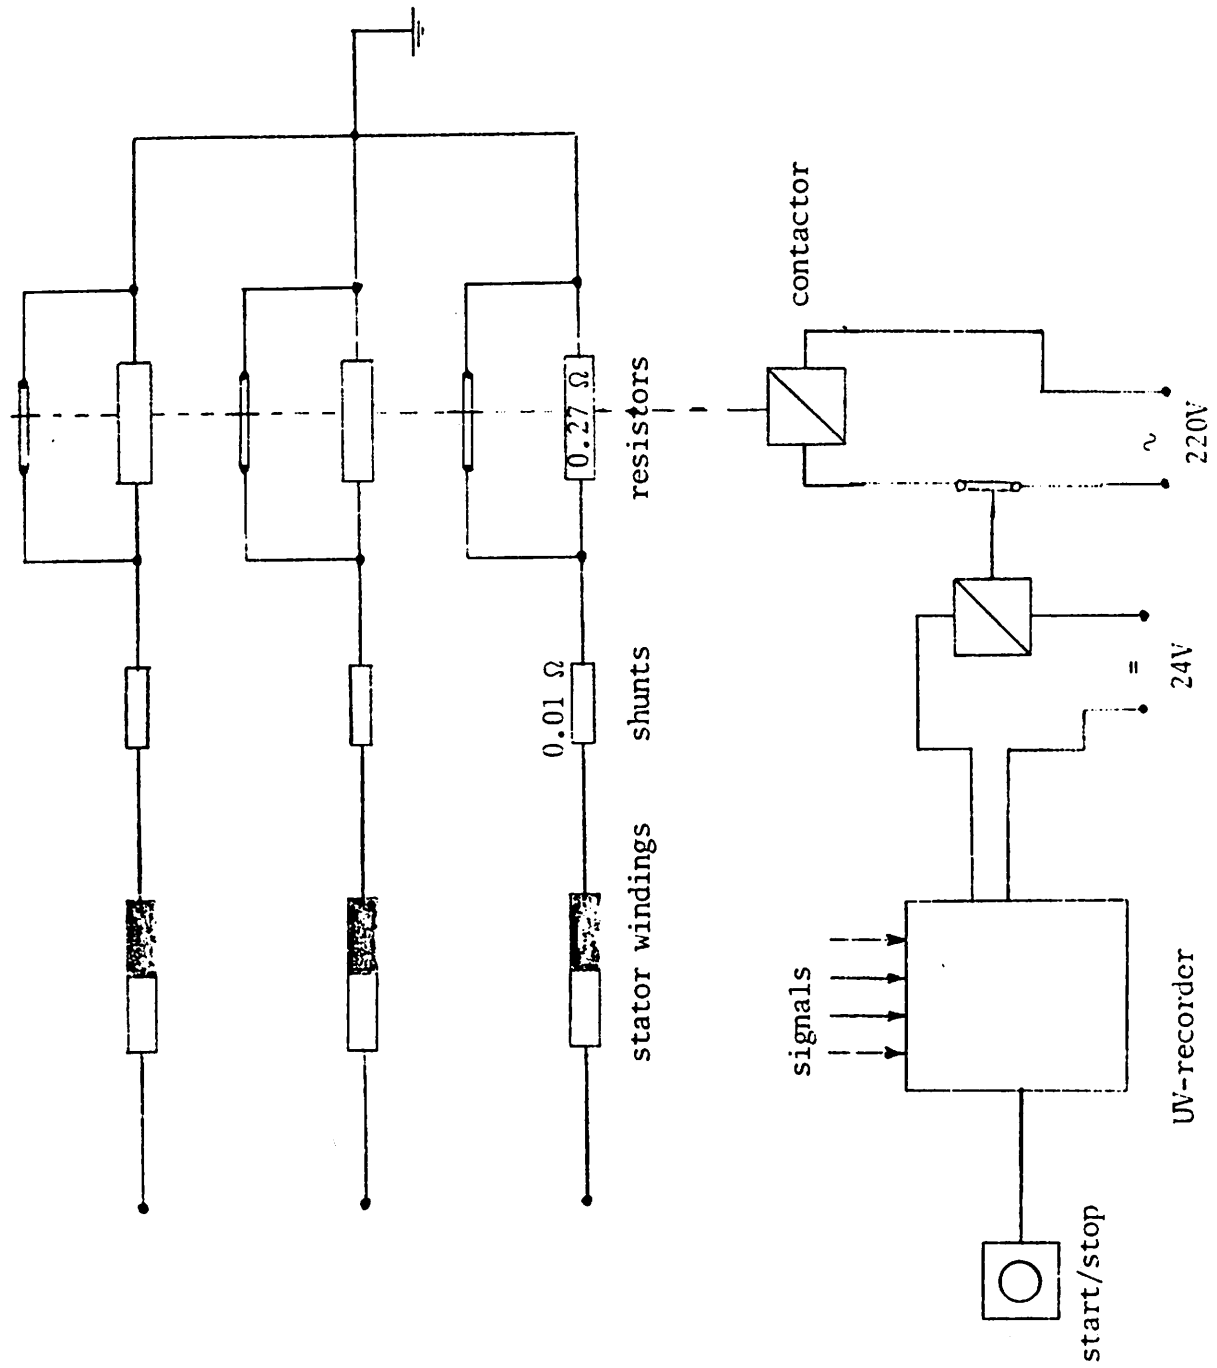 0.27 Ω
resistors
0.01 Ω
shunts
stator windings
contactor
~
220V
=
24V
signals
UV-recorder
start/stop